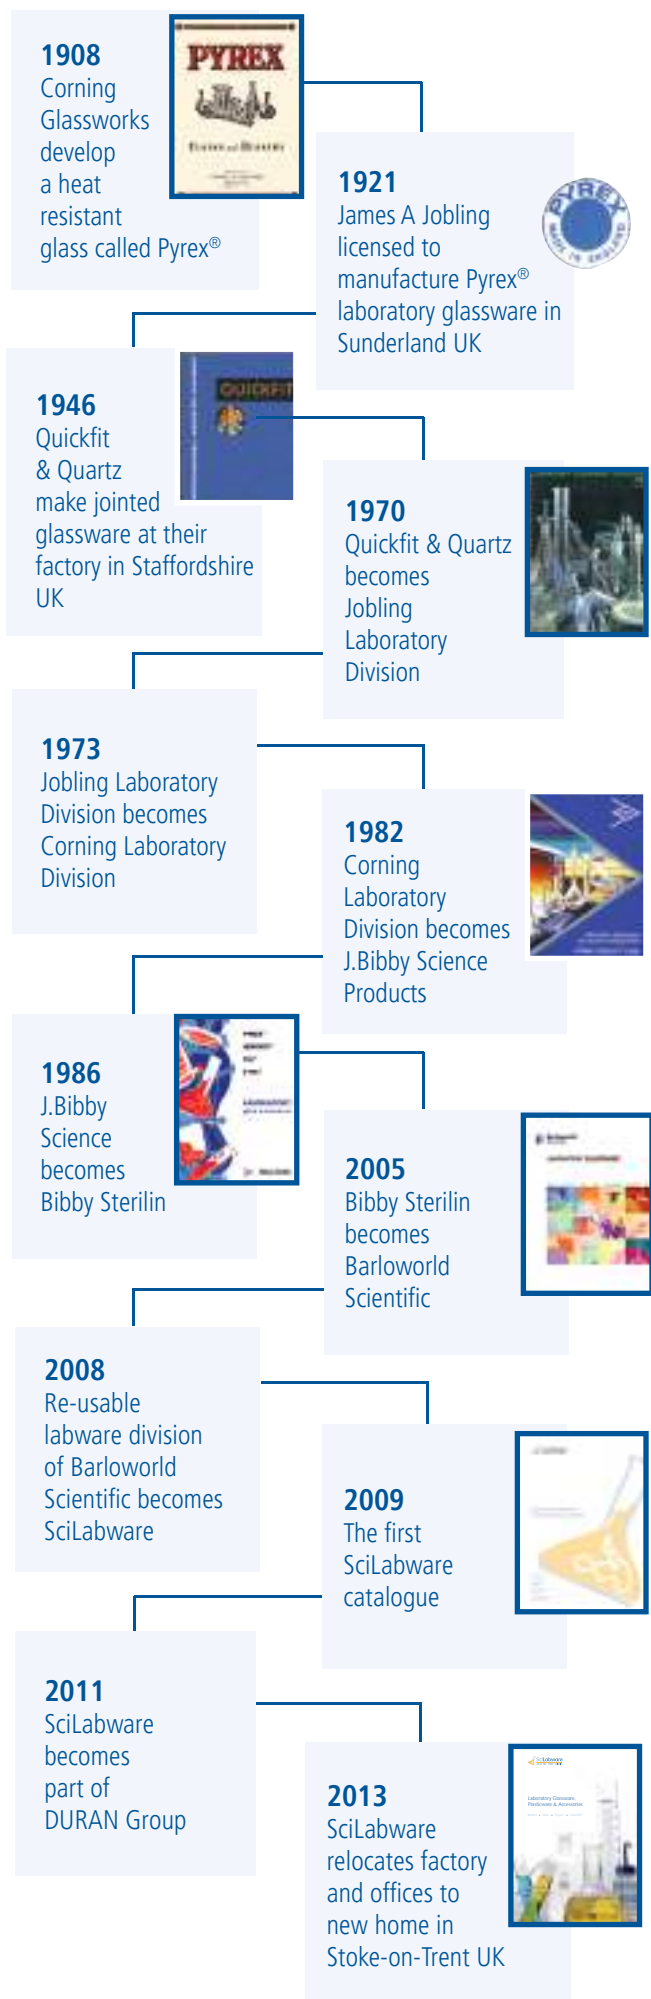 1908
Corning
Glassworks
develop
a heat
resistant
glass called Pyrex®
PYREX
1921
James A Jobling
licensed to
manufacture Pyrex®
laboratory glassware in
Sunderland UK
PYREX
MADE IN ENGLAND
1946
Quickfit
& Quartz
make jointed
glassware at their
factory in Staffordshire
UK
QUICKFIT
1970
Quickfit & Quartz
becomes
Jobling
Laboratory
Division
1973
Jobling Laboratory
Division becomes
Corning Laboratory
Division
1982
Corning
Laboratory
Division becomes
J.Bibby Science
Products
1986
J.Bibby
Science
becomes
Bibby Sterilin
2005
Bibby Sterilin
becomes
Barloworld
Scientific
2008
Re-usable
labware division
of Barloworld
Scientific becomes
SciLabware
2009
The first
SciLabware
catalogue
2011
SciLabware
becomes
part of
DURAN Group
2013
SciLabware
relocates factory
and offices to
new home in
Stoke-on-Trent UK
SciLabware
Laboratory Glassware,
Plasticware & Accessories